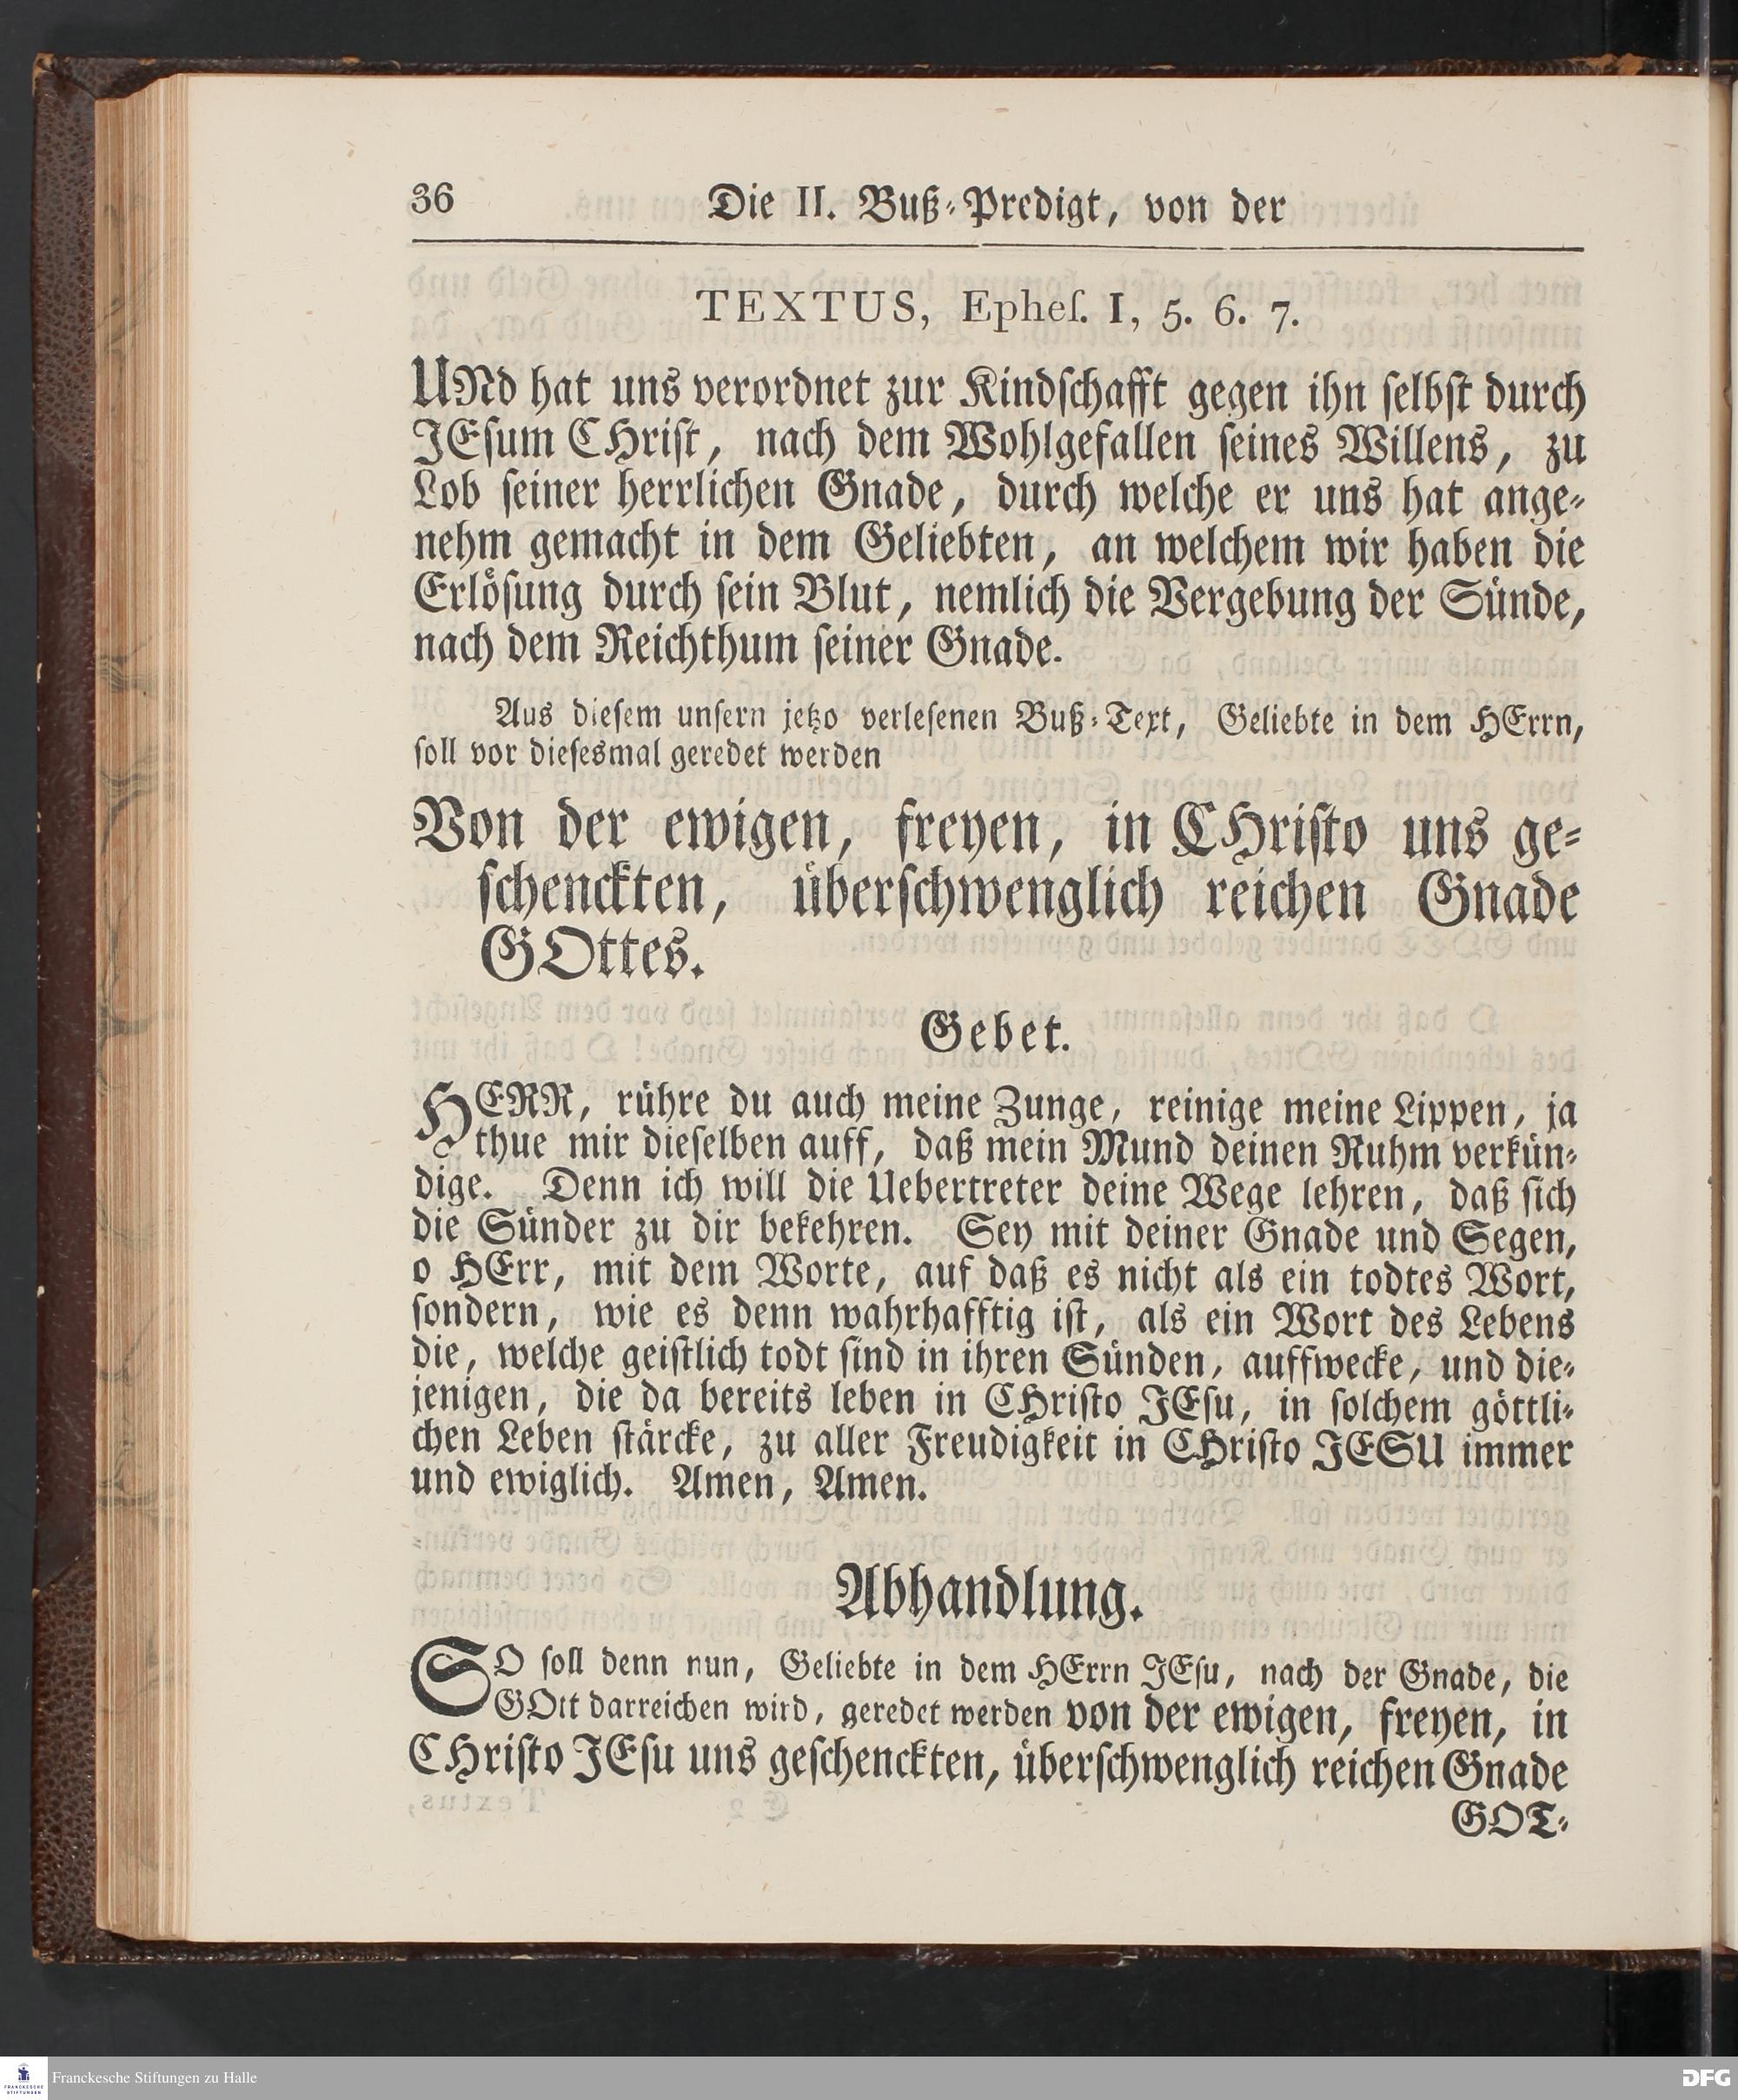 36 Die II. Buß-Predigt, von der
TEXTUS, Epheſ. I, 5. 6. 7.
UNd hat uns verordnet zur Kindſchafft gegen ihn ſelbſt durch
JEſum CHriſt, nach dem Wohlgefallen ſeines Willens, zu
Lob ſeiner herrlichen Gnade, durch welche er uns hat ange-
nehm gemacht in dem Geliebten, an welchem wir haben die
Erlöſung durch ſein Blut, nemlich die Vergebung der Sünde,
nach dem Reichthum ſeiner Gnade.
Aus dieſem unſern jetzo verleſenen Buß-Text, Geliebte in dem HErrn,
ſoll vor dieſesmal geredet werden
Von der ewigen, freyen, in CHriſto uns ge-
ſchenckten, überſchwenglich reichen Gnade
GOttes.
Gebet.
HERR, rühre du auch meine Zunge, reinige meine Lippen, ja
thue mir dieſelben auff, daß mein Mund deinen Ruhm verkün-
dige. Denn ich will die Uebertreter deine Wege lehren, daß ſich
die Sünder zu dir bekehren. Sey mit deiner Gnade und Segen,
o HErr, mit dem Worte, auf daß es nicht als ein todtes Wort,
ſondern, wie es denn wahrhafftig iſt, als ein Wort des Lebens
die, welche geiſtlich todt ſind in ihren Sünden, auffwecke, und die-
jenigen, die da bereits leben in CHriſto JEſu, in ſolchem göttli-
chen Leben ſtärcke, zu aller Freudigkeit in CHriſto JESU immer
und ewiglich. Amen, Amen.
Abhandlung.
SO ſoll denn nun, Geliebte in dem HErrn JEſu, nach der Gnade, die
GOtt darreichen wird, geredet werden von der ewigen, freyen, in
CHriſto JEſu uns geſchenckten, überſchwenglich reichen Gnade
GOT-
FRANCKESCHE
STIFTUNGEN
Franckesche Stiftungen zu Halle
DFG